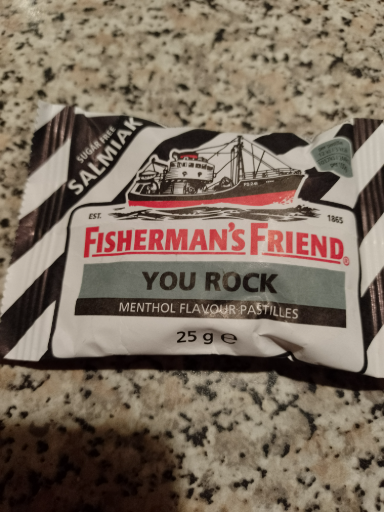 SUGAR FREE
SALMIAK
EST.
1865
FISHERMAN'S FRIEND®
YOU ROCK
MENTHOL FLAVOUR PASTILLES
25 g ℮